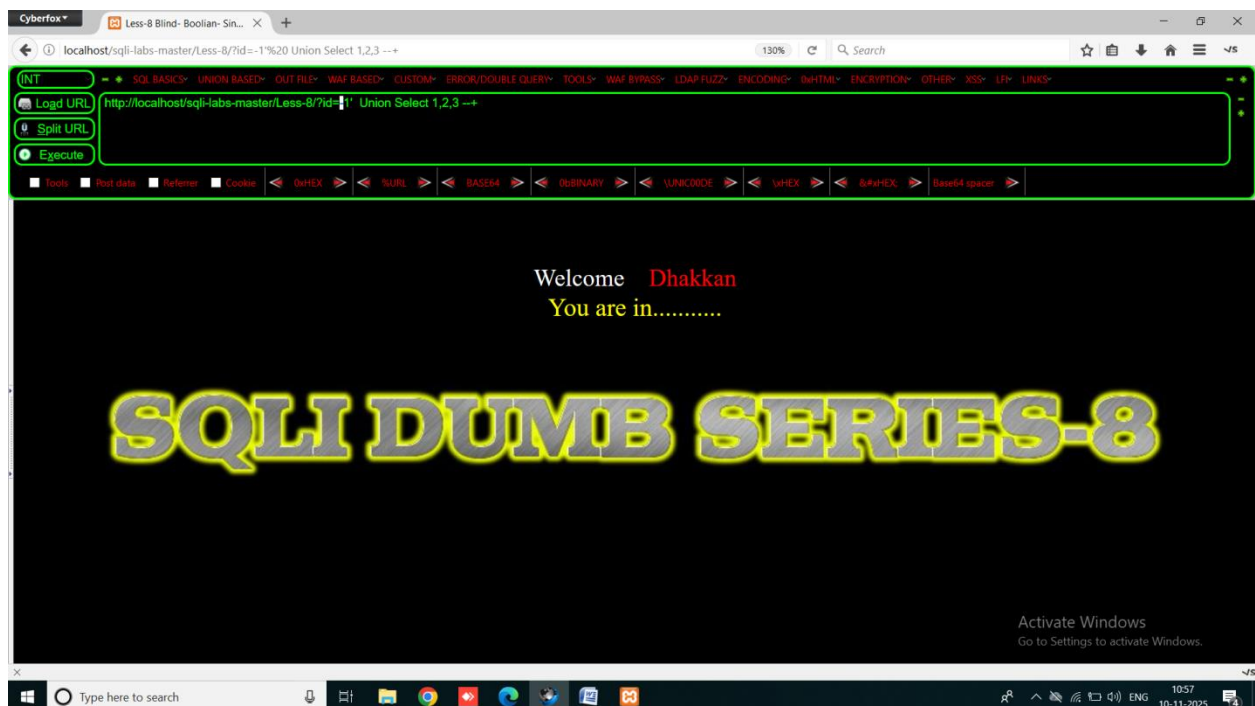 Cyberfox
Less-8 Blind- Boolian- Sin...
localhost/sqli-labs-master/Less-8/?id=-1'%20 Union Select 1,2,3 --+
130%
Search
INT
SQL BASICS UNION BASED OUT FILE WAF BASED CUSTOM ERROR/DOUBLE QUERY TOOLS WAF BYPASS LDAP FUZZ ENCODING 0xHTML ENCRYPTION OTHER XSS LFI LINKS
Load URL
http://localhost/sqli-labs-master/Less-8/?id=-1' Union Select 1,2,3 --+
Split URL
Execute
Tools Post data Referrer Cookie 0xHEX %URL BASE64 0bBINARY \UNICODE \xHEX &#xHEX; Base64 spacer
Welcome Dhakkan
You are in...........
SQLI DUMB SERIES-8
Activate Windows
Go to Settings to activate Windows.
Type here to search
ENG
10:57
10-11-2025
4